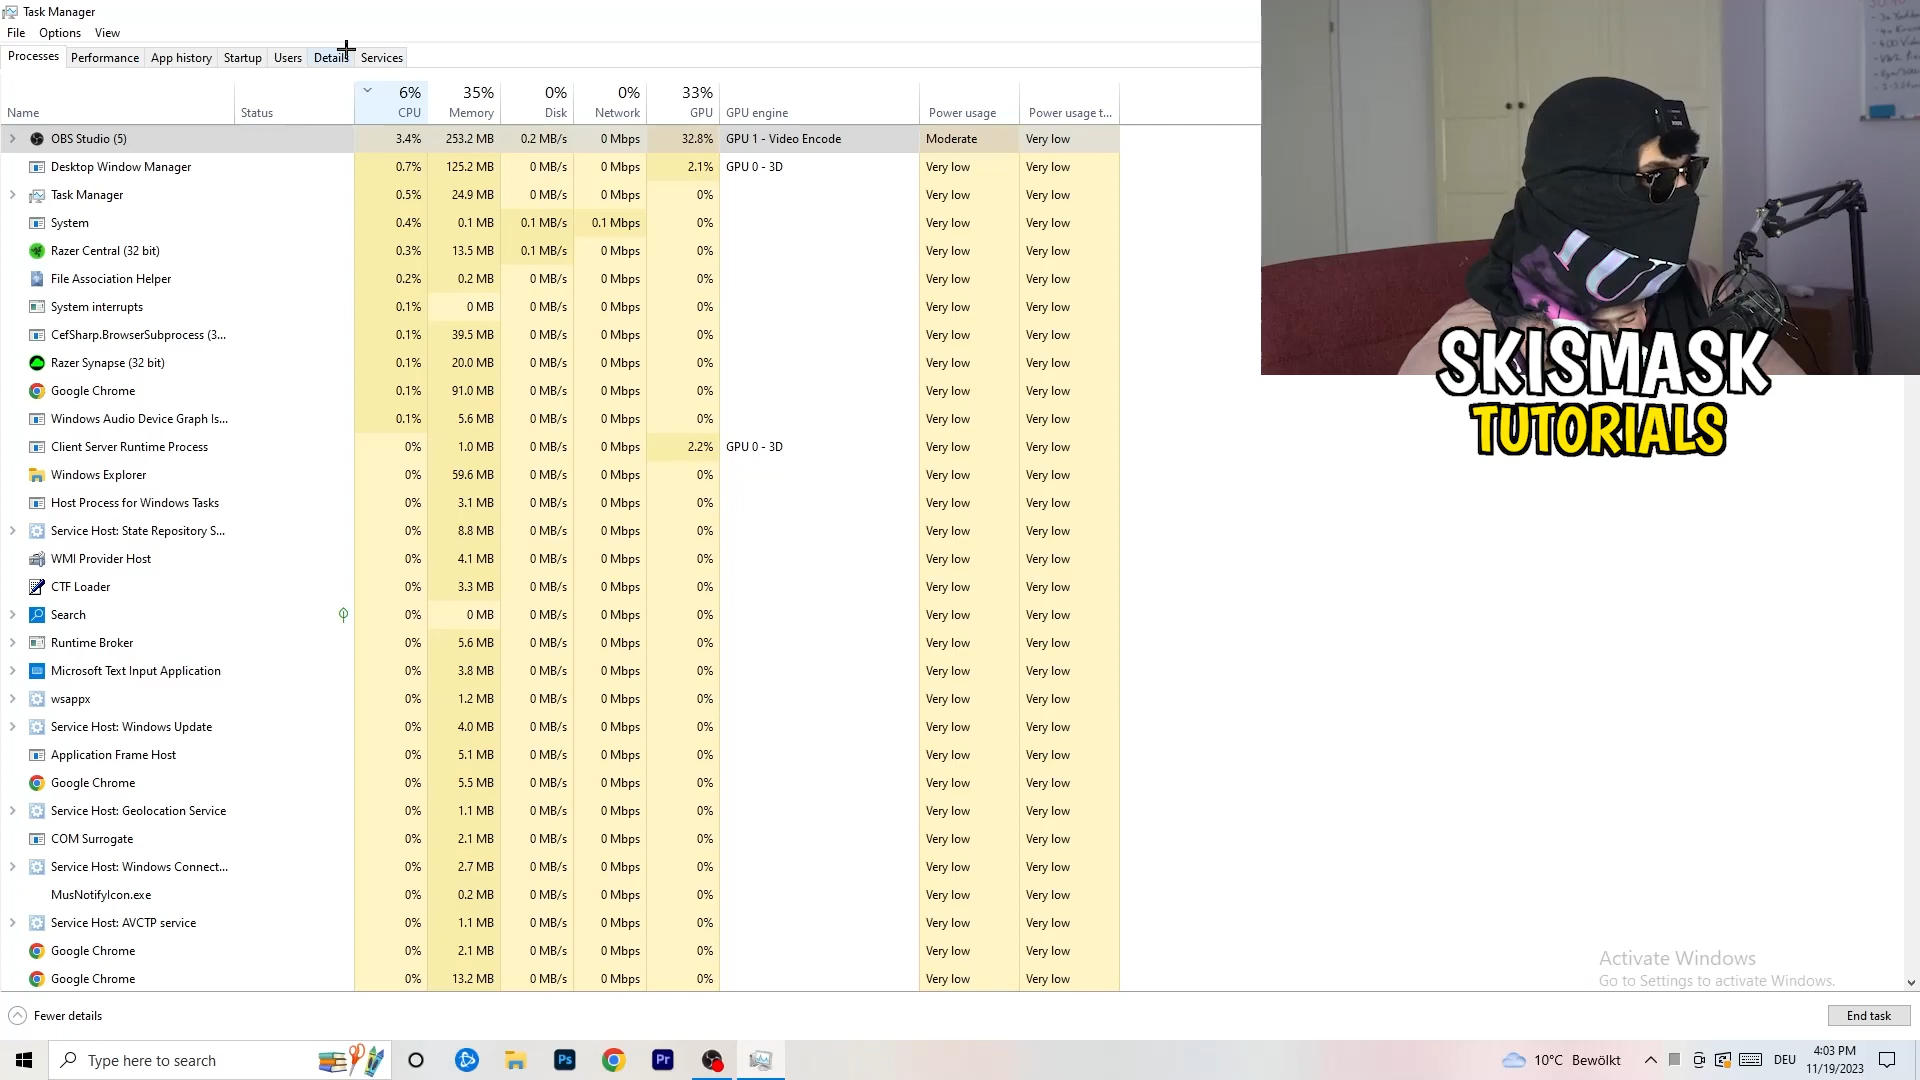 Task Manager
File Options View
Processes Performance App history Startup Users Details Services
6% 35% 0% 0% 33%
Name Status CPU Memory Disk Network GPU GPU engine Power usage Power usage t...
OBS Studio (5) 3.4% 253.2 MB 0.2 MB/s 0 Mbps 32.8% GPU 1 - Video Encode Moderate Very low
Desktop Window Manager 0.7% 125.2 MB 0 MB/s 0 Mbps 2.1% GPU 0 - 3D Very low Very low
Task Manager 0.5% 24.9 MB 0 MB/s 0 Mbps 0% Very low Very low
System 0.4% 0.1 MB 0.1 MB/s 0.1 Mbps 0% Very low Very low
Razer Central (32 bit) 0.3% 13.5 MB 0.1 MB/s 0 Mbps 0% Very low Very low
File Association Helper 0.2% 0.2 MB 0 MB/s 0 Mbps 0% Very low Very low
System interrupts 0.1% 0 MB 0 MB/s 0 Mbps 0% Very low Very low
CefSharp.BrowserSubprocess (3... 0.1% 39.5 MB 0 MB/s 0 Mbps 0% Very low Very low
Razer Synapse (32 bit) 0.1% 20.0 MB 0 MB/s 0 Mbps 0% Very low Very low
Google Chrome 0.1% 91.0 MB 0 MB/s 0 Mbps 0% Very low Very low
Windows Audio Device Graph Is... 0.1% 5.6 MB 0 MB/s 0 Mbps 0% Very low Very low
Client Server Runtime Process 0% 1.0 MB 0 MB/s 0 Mbps 2.2% GPU 0 - 3D Very low Very low
Windows Explorer 0% 59.6 MB 0 MB/s 0 Mbps 0% Very low Very low
Host Process for Windows Tasks 0% 3.1 MB 0 MB/s 0 Mbps 0% Very low Very low
Service Host: State Repository S... 0% 8.8 MB 0 MB/s 0 Mbps 0% Very low Very low
WMI Provider Host 0% 4.1 MB 0 MB/s 0 Mbps 0% Very low Very low
CTF Loader 0% 3.3 MB 0 MB/s 0 Mbps 0% Very low Very low
Search 0% 0 MB 0 MB/s 0 Mbps 0% Very low Very low
Runtime Broker 0% 5.6 MB 0 MB/s 0 Mbps 0% Very low Very low
Microsoft Text Input Application 0% 3.8 MB 0 MB/s 0 Mbps 0% Very low Very low
wsappx 0% 1.2 MB 0 MB/s 0 Mbps 0% Very low Very low
Service Host: Windows Update 0% 4.0 MB 0 MB/s 0 Mbps 0% Very low Very low
Application Frame Host 0% 5.1 MB 0 MB/s 0 Mbps 0% Very low Very low
Google Chrome 0% 5.5 MB 0 MB/s 0 Mbps 0% Very low Very low
Service Host: Geolocation Service 0% 1.1 MB 0 MB/s 0 Mbps 0% Very low Very low
COM Surrogate 0% 2.1 MB 0 MB/s 0 Mbps 0% Very low Very low
Service Host: Windows Connect... 0% 2.7 MB 0 MB/s 0 Mbps 0% Very low Very low
MusNotifyIcon.exe 0% 0.2 MB 0 MB/s 0 Mbps 0% Very low Very low
Service Host: AVCTP service 0% 1.1 MB 0 MB/s 0 Mbps 0% Very low Very low
Google Chrome 0% 2.1 MB 0 MB/s 0 Mbps 0% Very low Very low
Google Chrome 0% 13.2 MB 0 MB/s 0 Mbps 0% Very low Very low
SKISMASK
TUTORIALS
Activate Windows
Go to Settings to activate Windows.
Fewer details
End task
Type here to search
Ps
Pr
10°C Bewölkt
DEU
4:03 PM
11/19/2023